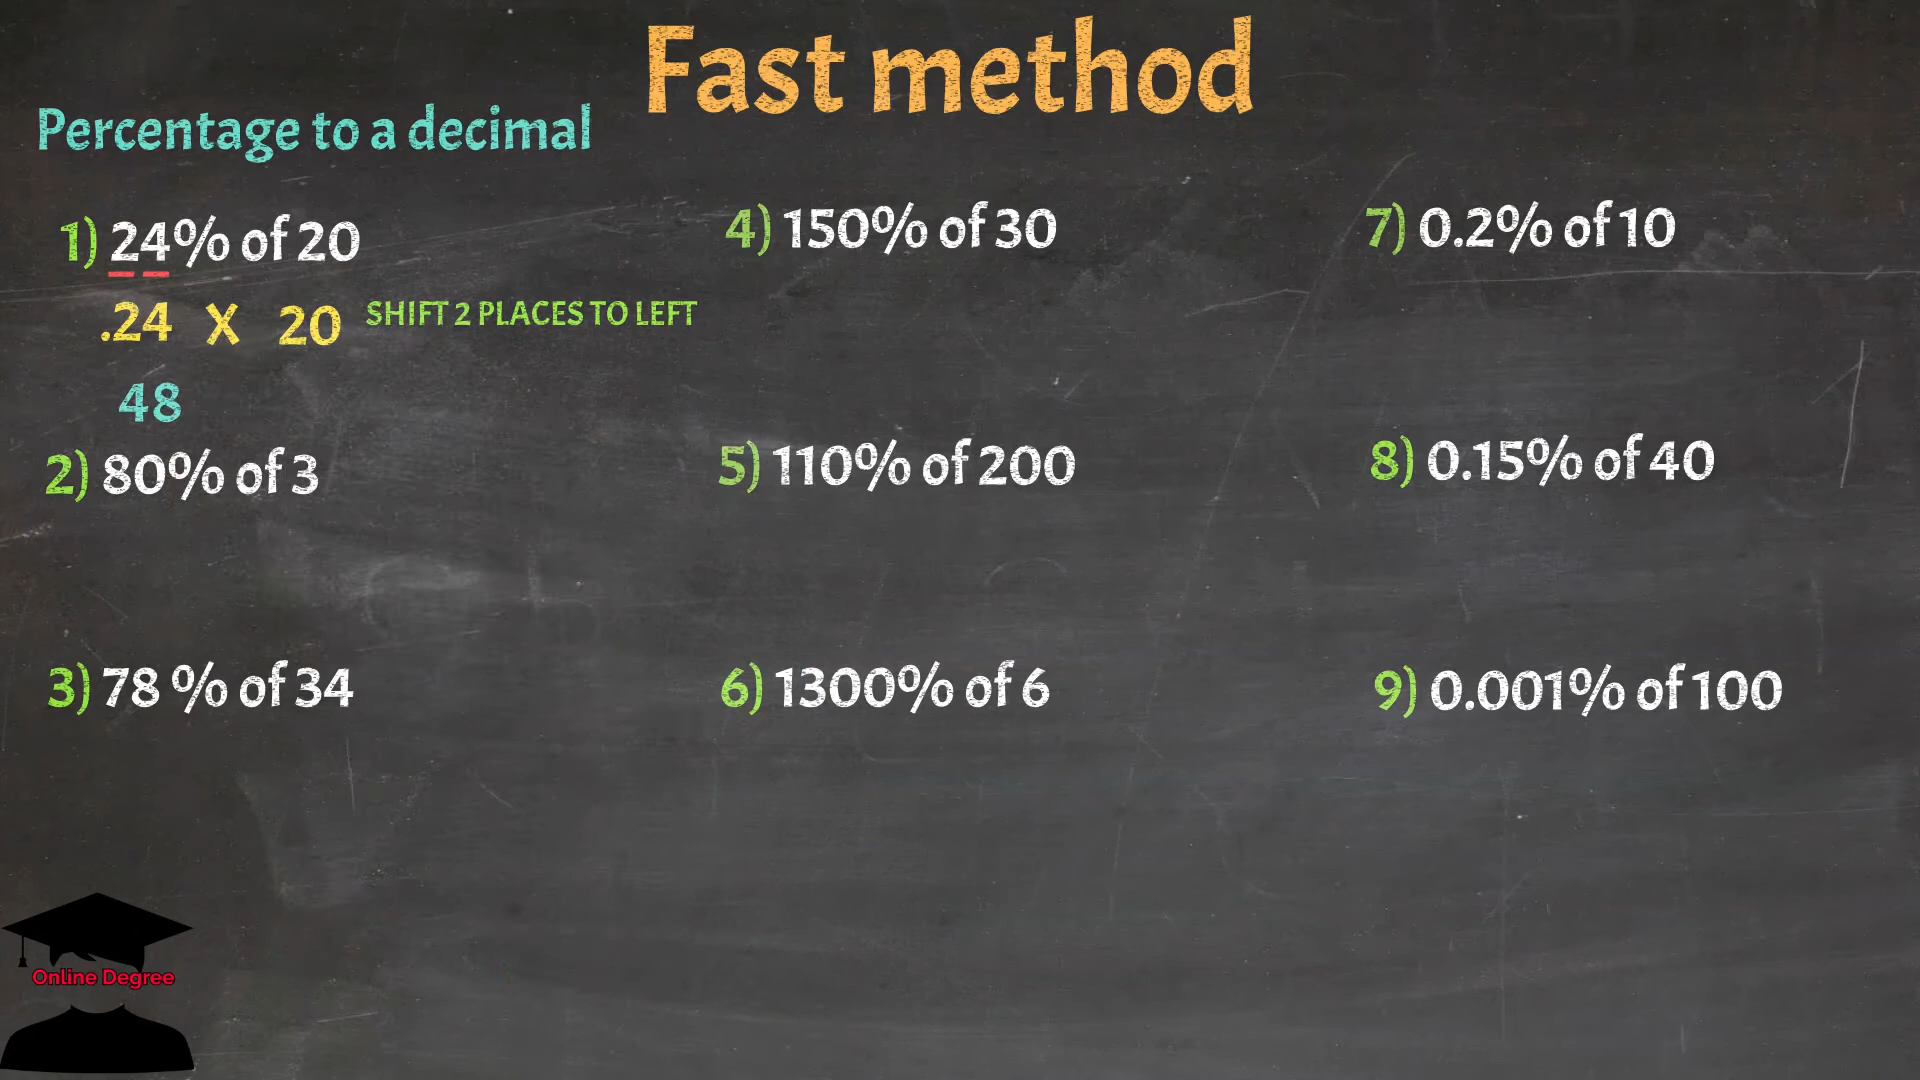 Fast method
Percentage to a decimal
1) 24% of 20
.24 X 20 SHIFT 2 PLACES TO LEFT
48
2) 80% of 3
3) 78 % of 34
4) 150% of 30
5) 110% of 200
6) 1300% of 6
7) 0.2% of 10
8) 0.15% of 40
9) 0.001% of 100
Online Degree